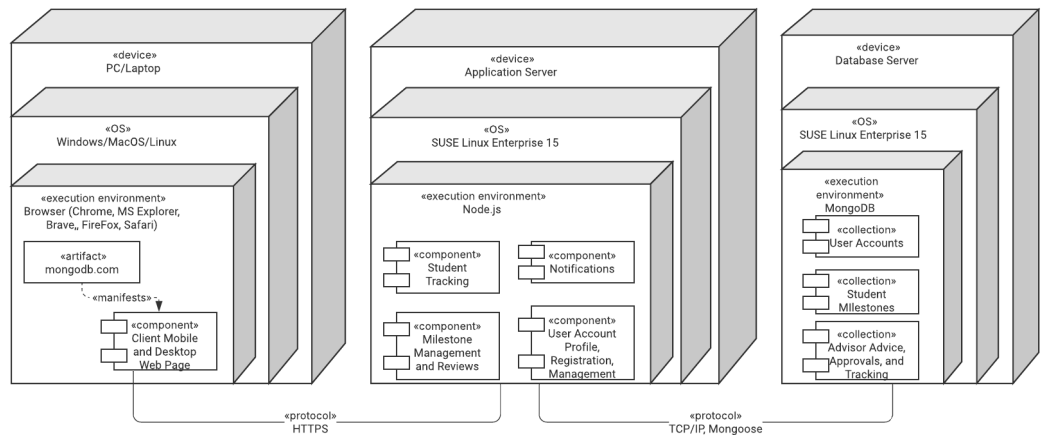 «device»
PC/Laptop
«OS»
Windows/MacOS/Linux
«execution environment»
Browser (Chrome, MS Explorer,
Brave,, FireFox, Safari)
«artifact»
mongodb.com
«manifests»
«component»
Client Mobile
and Desktop
Web Page
«device»
Application Server
«OS»
SUSE Linux Enterprise 15
«execution environment»
Node.js
«component»
Student
Tracking
«component»
Notifications
«component»
Milestone
Management
and Reviews
«component»
User Account
Profile,
Registration,
Management
«device»
Database Server
«OS»
SUSE Linux Enterprise 15
«execution
environment»
MongoDB
«collection»
User Accounts
«collection»
Student
MIlestones
«collection»
Advisor Advice,
Approvals, and
Tracking
«protocol»
HTTPS
«protocol»
TCP/IP, Mongoose